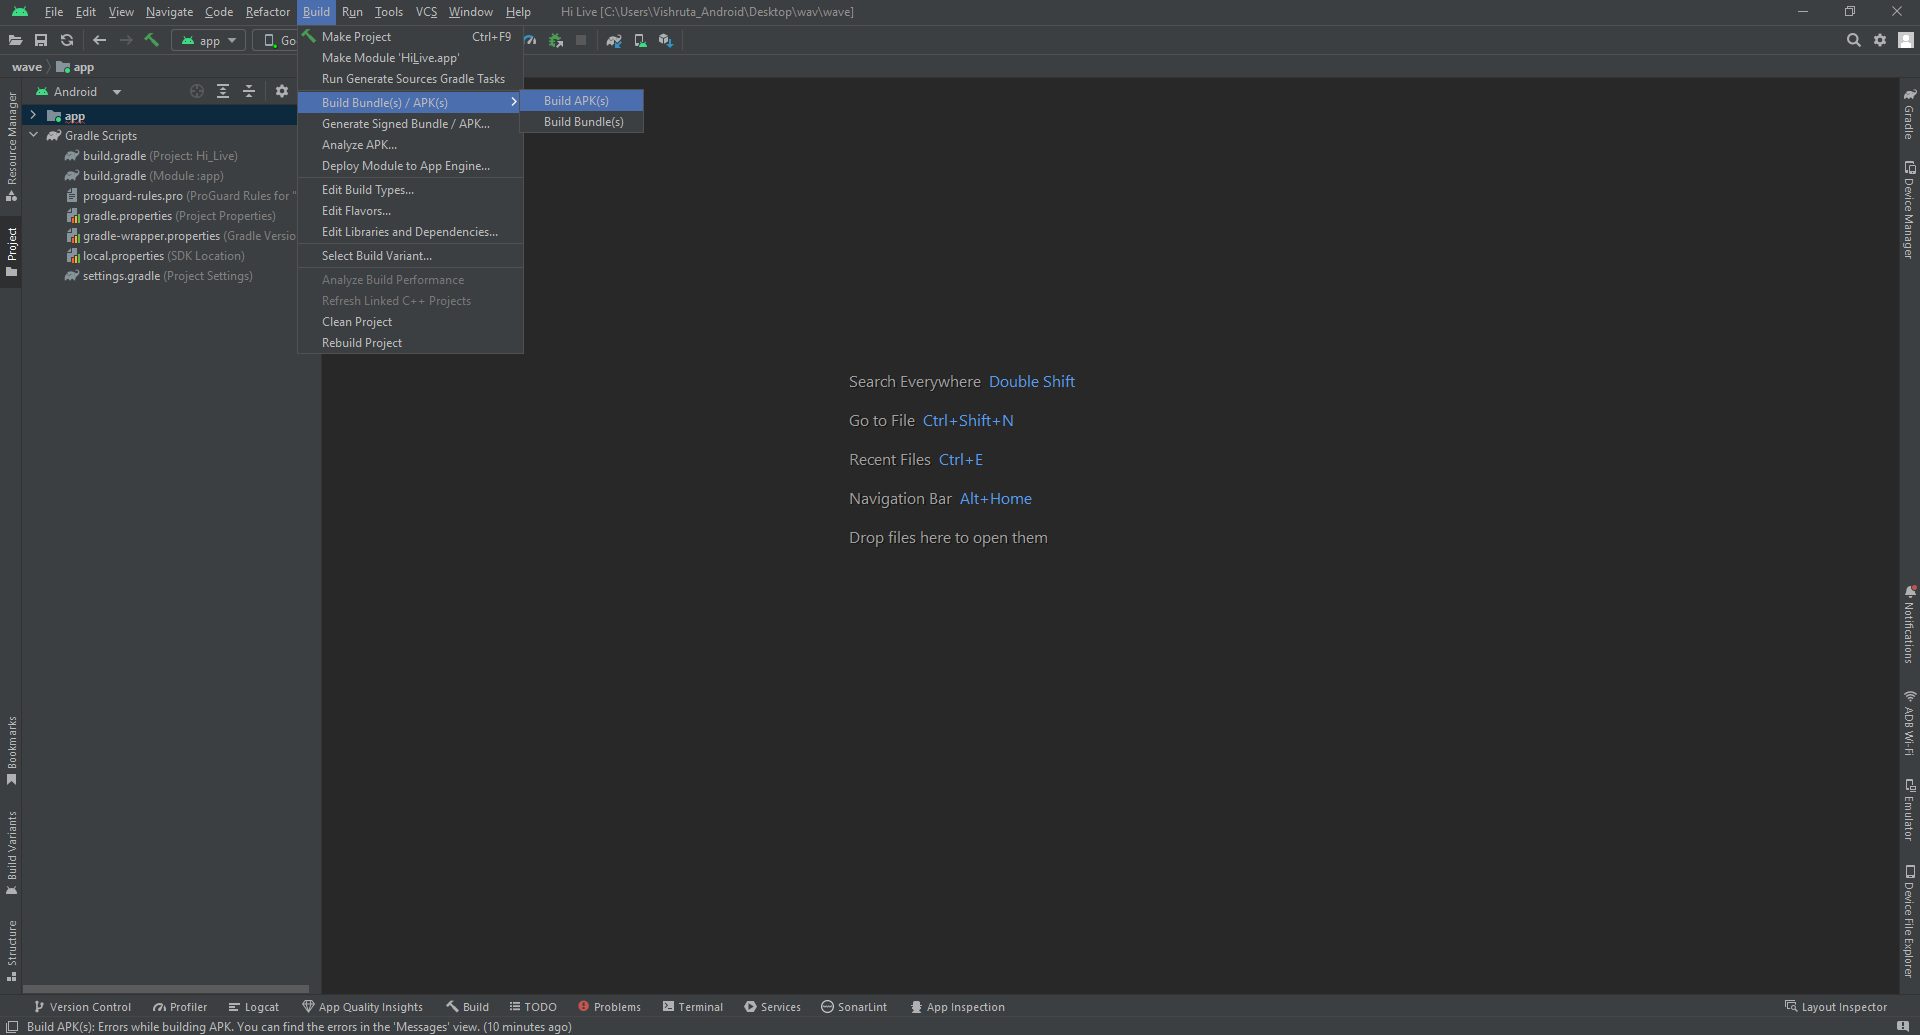 File Edit View Navigate Code Refactor Build Run Tools VCS Window Help Hi Live [C:\Users\Vishruta_Android\Desktop\wav\wave]
app Go
wave app
Android
app
Gradle Scripts
build.gradle (Project: Hi_Live)
build.gradle (Module :app)
proguard-rules.pro (ProGuard Rules for "
gradle.properties (Project Properties)
gradle-wrapper.properties (Gradle Versio
local.properties (SDK Location)
settings.gradle (Project Settings)
Make Project Ctrl+F9
Make Module 'HiLive.app'
Run Generate Sources Gradle Tasks
Build Bundle(s) / APK(s)
Generate Signed Bundle / APK...
Analyze APK...
Deploy Module to App Engine...
Edit Build Types...
Edit Flavors...
Edit Libraries and Dependencies...
Select Build Variant...
Analyze Build Performance
Refresh Linked C++ Projects
Clean Project
Rebuild Project
Build APK(s)
Build Bundle(s)
Search Everywhere Double Shift
Go to File Ctrl+Shift+N
Recent Files Ctrl+E
Navigation Bar Alt+Home
Drop files here to open them
Resource Manager
Project
Bookmarks
Build Variants
Structure
Gradle
Device Manager
Notifications
ADB Wi-Fi
Emulator
Device File Explorer
Version Control Profiler Logcat App Quality Insights Build TODO Problems Terminal Services SonarLint App Inspection Layout Inspector
Build APK(s): Errors while building APK. You can find the errors in the 'Messages' view. (10 minutes ago)